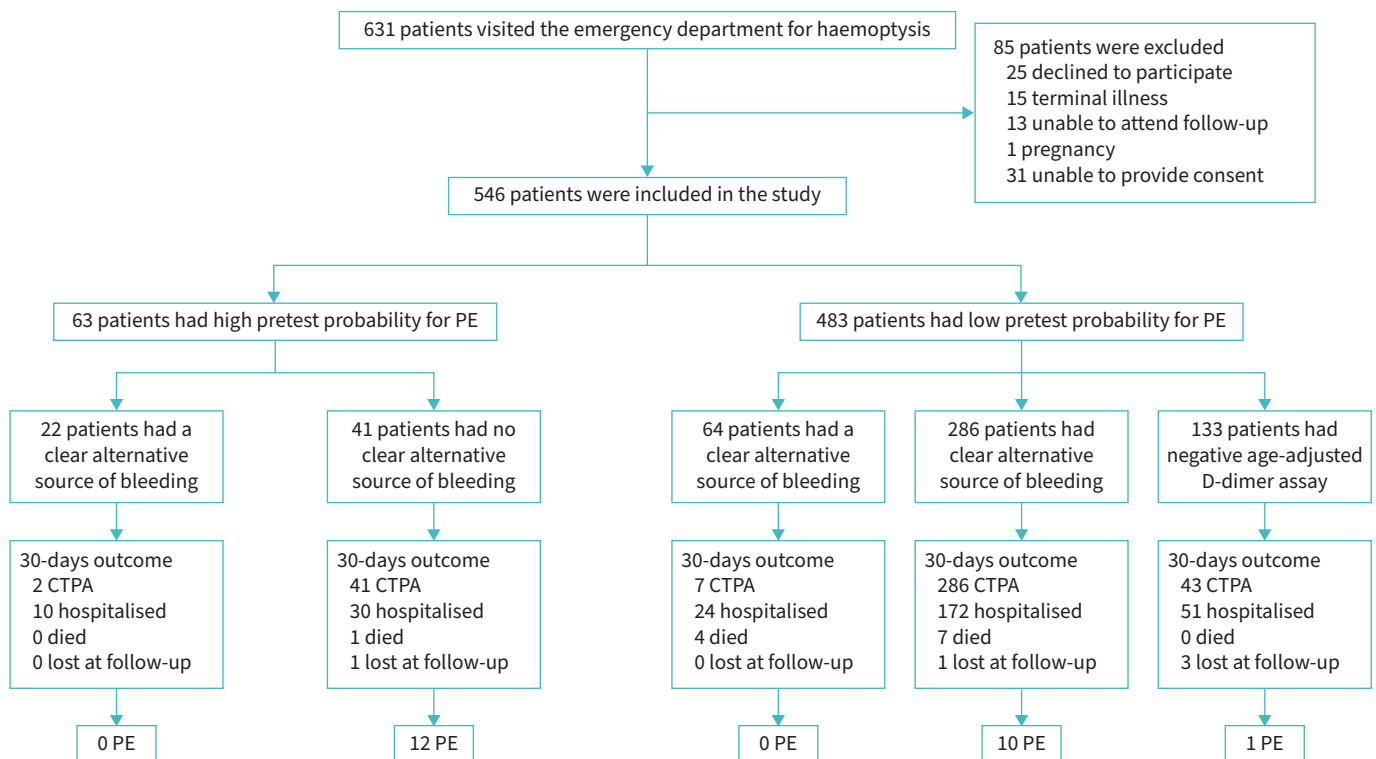 631 patients visited the emergency department for haemoptysis
85 patients were excluded
25 declined to participate
15 terminal illness
13 unable to attend follow-up
1 pregnancy
31 unable to provide consent
546 patients were included in the study
63 patients had high pretest probability for PE
483 patients had low pretest probability for PE
22 patients had a
clear alternative
source of bleeding
41 patients had no
clear alternative
source of bleeding
64 patients had a
clear alternative
source of bleeding
286 patients had
clear alternative
source of bleeding
133 patients had
negative age-adjusted
D-dimer assay
30-days outcome
2 CTPA
10 hospitalised
0 died
0 lost at follow-up
30-days outcome
41 CTPA
30 hospitalised
1 died
1 lost at follow-up
30-days outcome
7 CTPA
24 hospitalised
4 died
0 lost at follow-up
30-days outcome
286 CTPA
172 hospitalised
7 died
1 lost at follow-up
30-days outcome
43 CTPA
51 hospitalised
0 died
3 lost at follow-up
0 PE
12 PE
0 PE
10 PE
1 PE